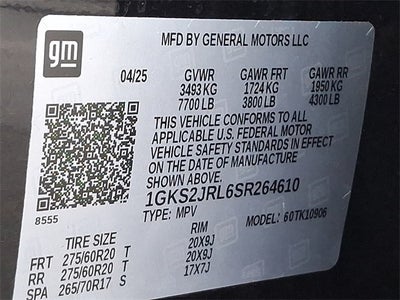 gm
MFD BY GENERAL MOTORS LLC
04/25 GVWR GAWR FRT GAWR RR
3493 KG 1724 KG 1950 KG
7700 LB 3800 LB 4300 LB
THIS VEHICLE CONFORMS TO ALL
APPLICABLE U.S. FEDERAL MOTOR
VEHICLE SAFETY STANDARDS IN EFFECT
ON THE DATE OF MANUFACTURE
SHOWN ABOVE.
1GKS2JRL6SR264610
8555 TYPE: MPV MODEL: 60TK10906
TIRE SIZE RIM
FRT 275/60R20 T 20X9J
RR 275/60R20 T 20X9J
SPA 265/70R17 S 17X7J